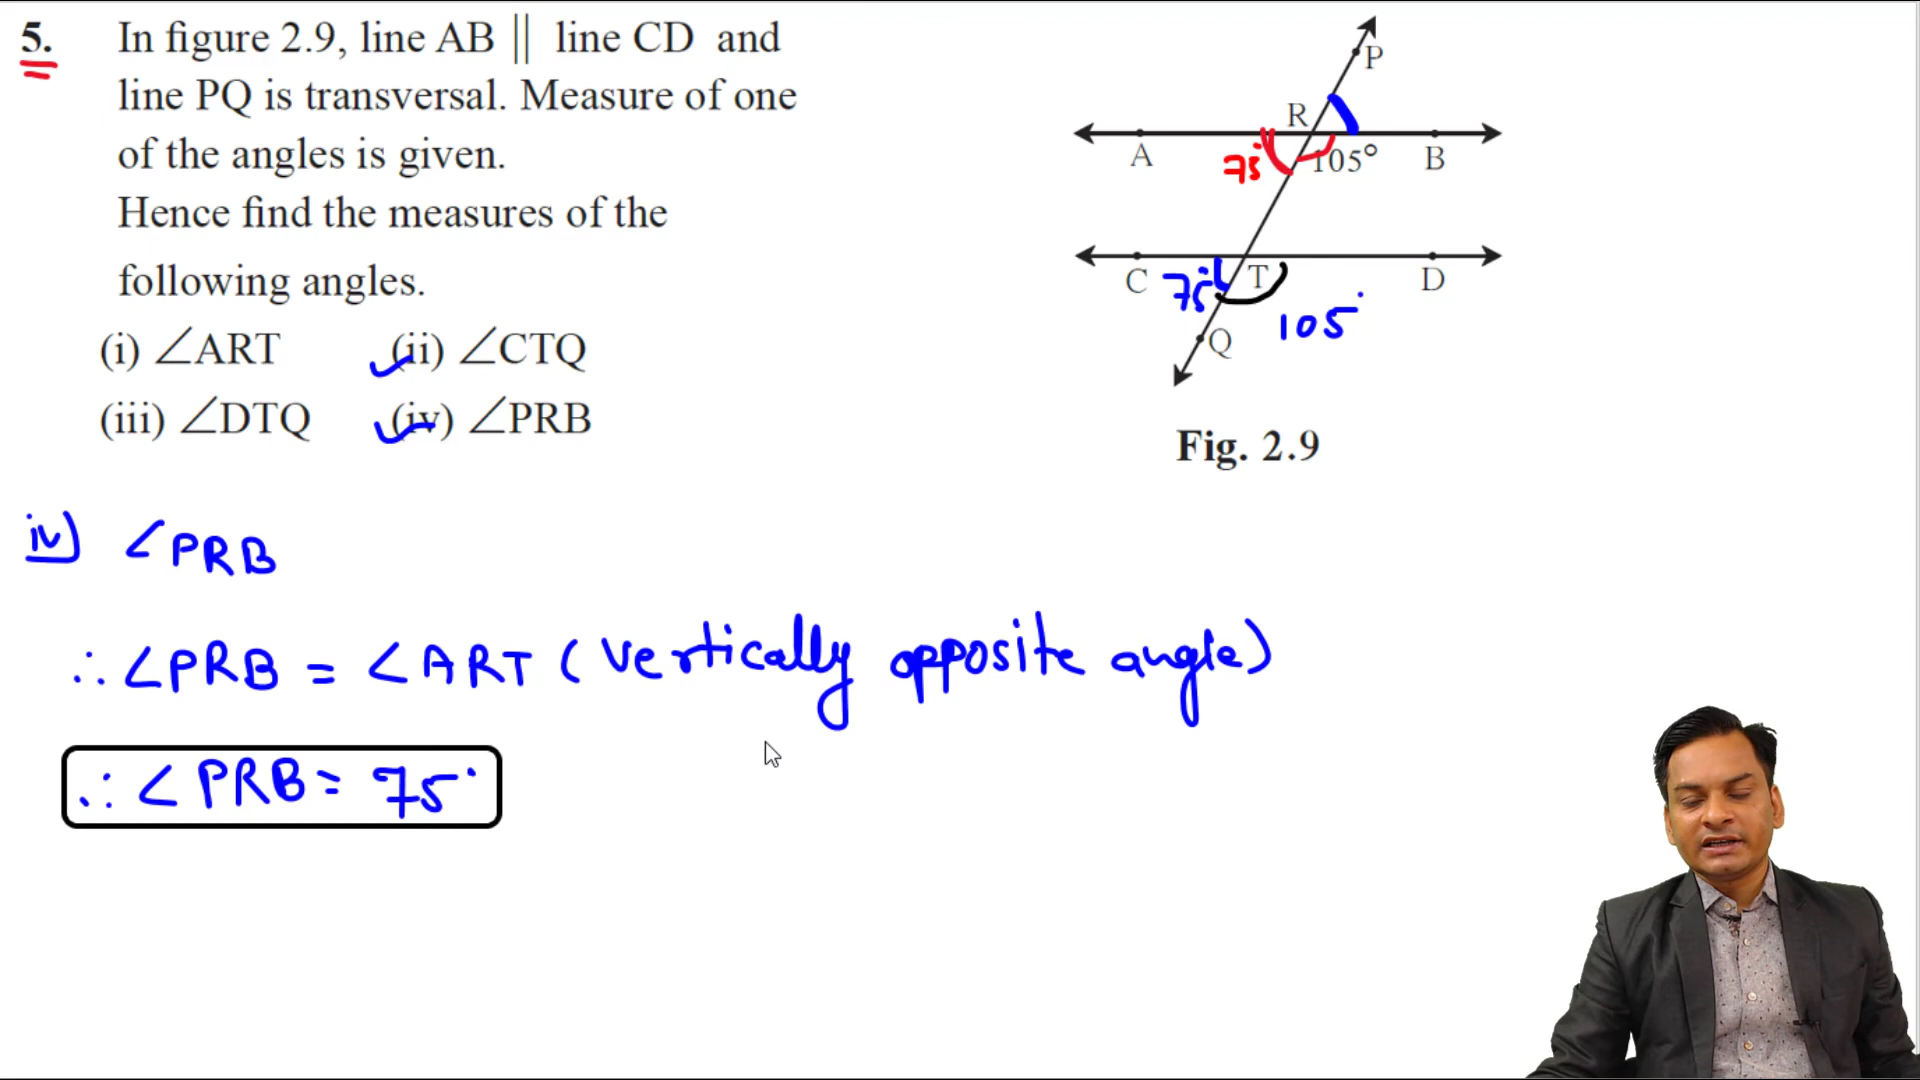 5. In figure 2.9, line AB || line CD and
line PQ is transversal. Measure of one
of the angles is given.
Hence find the measures of the
following angles.
(i) ∠ART (ii) ∠CTQ
(iii) ∠DTQ (iv) ∠PRB
P
R
A 75° 105° B
C 75° T D
105°
Q
Fig. 2.9
iv) ∠PRB
∴ ∠PRB = ∠ART (vertically opposite angle)
∴ ∠PRB = 75°